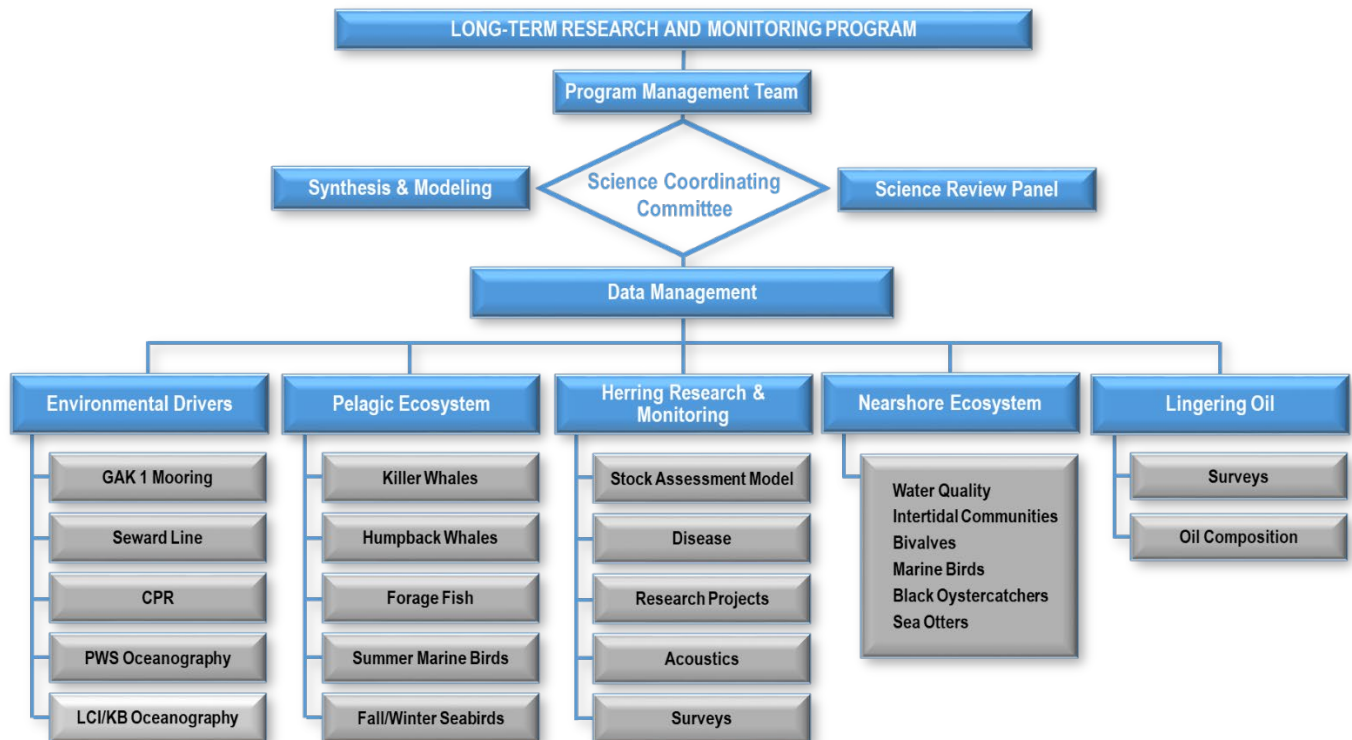 LONG-TERM RESEARCH AND MONITORING PROGRAM
Program Management Team
Synthesis & Modeling
Science Coordinating
Committee
Science Review Panel
Data Management
Environmental Drivers
GAK 1 Mooring
Seward Line
CPR
PWS Oceanography
LCI/KB Oceanography
Pelagic Ecosystem
Killer Whales
Humpback Whales
Forage Fish
Summer Marine Birds
Fall/Winter Seabirds
Herring Research &
Monitoring
Stock Assessment Model
Disease
Research Projects
Acoustics
Surveys
Nearshore Ecosystem
Water Quality
Intertidal Communities
Bivalves
Marine Birds
Black Oystercatchers
Sea Otters
Lingering Oil
Surveys
Oil Composition